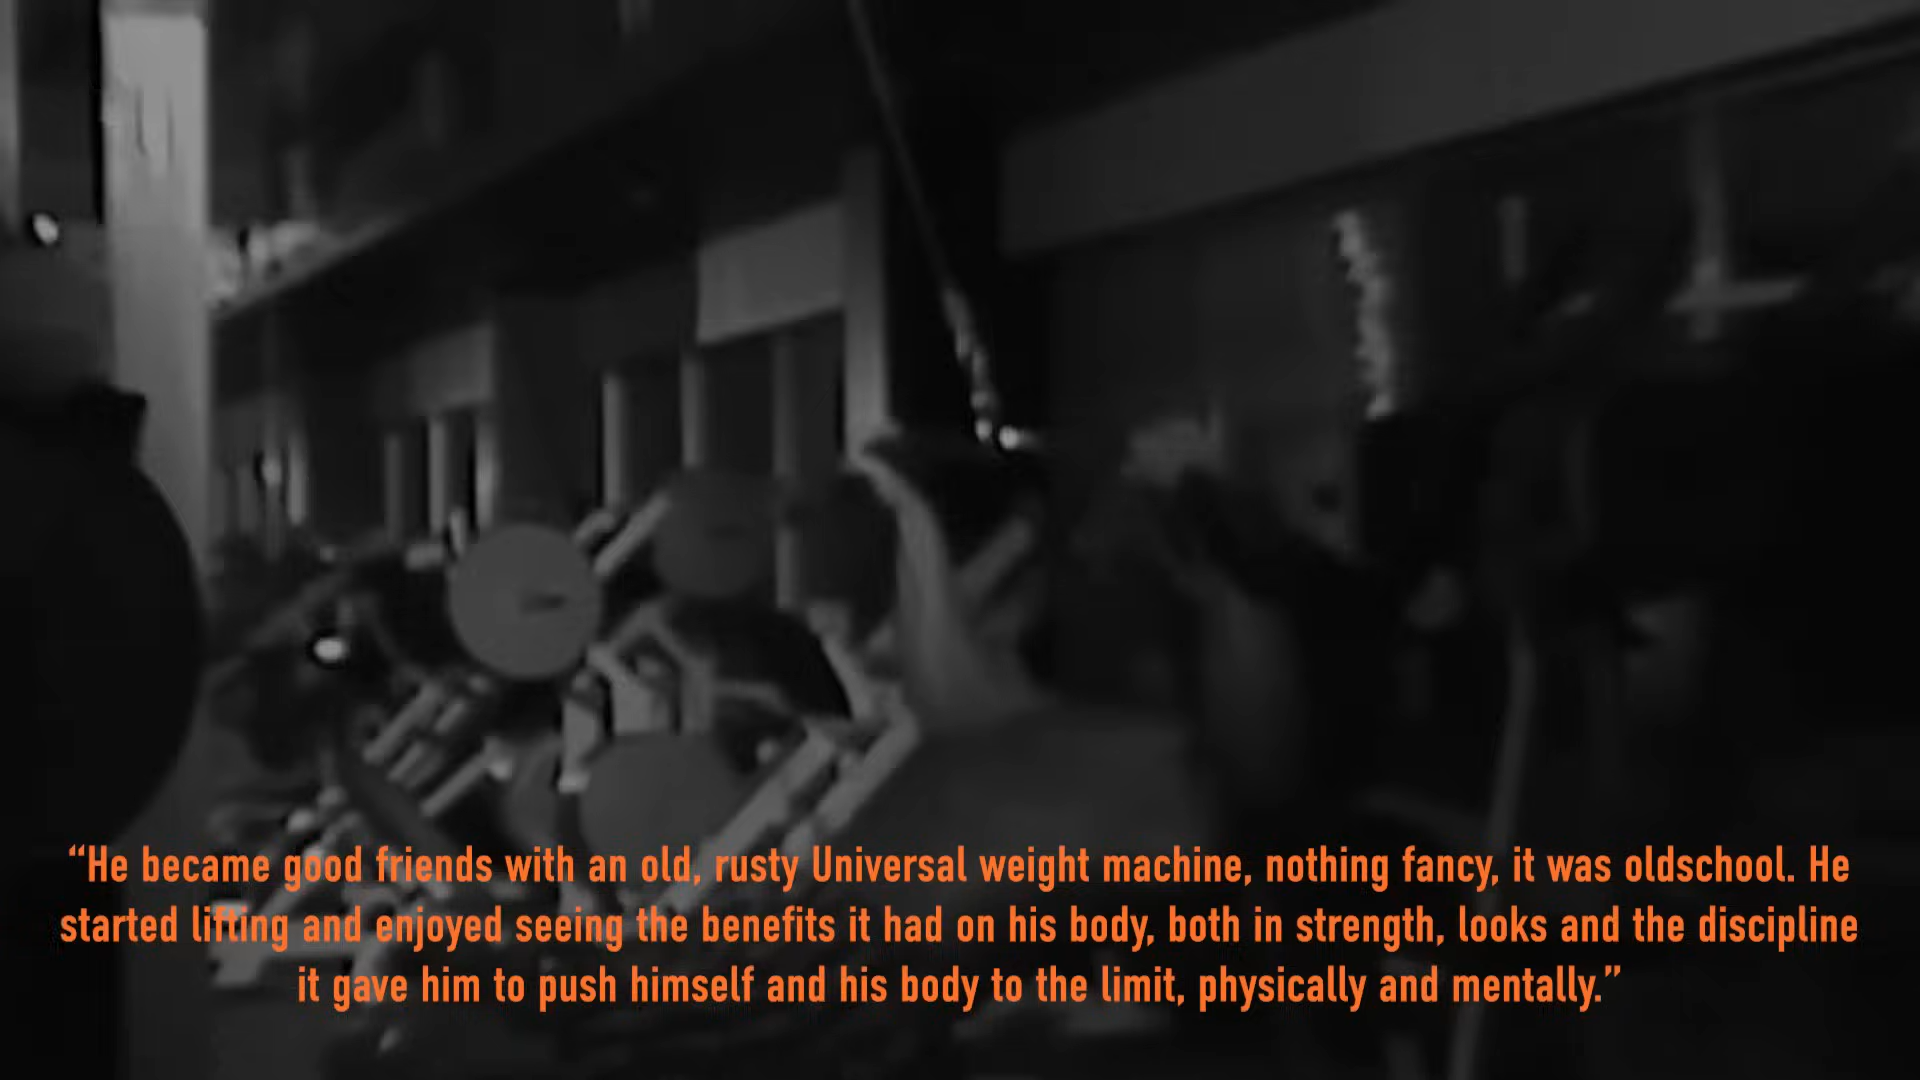 “He became good friends with an old, rusty Universal weight machine, nothing fancy, it was oldschool. He
started lifting and enjoyed seeing the benefits it had on his body, both in strength, looks and the discipline
it gave him to push himself and his body to the limit, physically and mentally.”